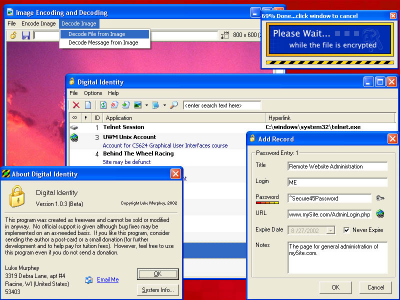 Image Encoding and Decoding
File Encode Image Decode Image
Decode File from Image
Decode Message from Image
800 x 600
69% Done...click window to cancel
Please Wait...
while the file is encrypted
Digital Identity
File Options Help
center search text here>
ID Application Hyperlink
1 Telnet Session C:\windows\system32\telnet.exe
3 UWM Unix Account
Account for CS624 Graphical User Interfaces course
4 Behind The Wheel Racing
Site may be defunct
Add Record
Password Entry: 1
Title Remote Website Administration
Login ME
Password ~Secure45Password
URL www.mySite.com/AdminLogin.php
Expire Date 8/27/2002 Never Expire
Notes The page for general administration of
mySite.com.
OK Cancel
About Digital Identity
Digital Identity
Version 1.0.3 (Beta) Copyright Luke Murphey, 2002
This program was created as freeware and cannot be sold or modified
in anyway. No official support is given although bug fixes may be
implemented on an as-needed basis. If you like this program, consider
sending the author a post-card or a small donation (for further
development and to help pay for tuition fees). However, feel free to use
this program even if you do not send a donation.
Lukus Morphey
3319 Debra Lane, apt #4
Racine, WI (United States)
53403
Email Me
OK
System Info...